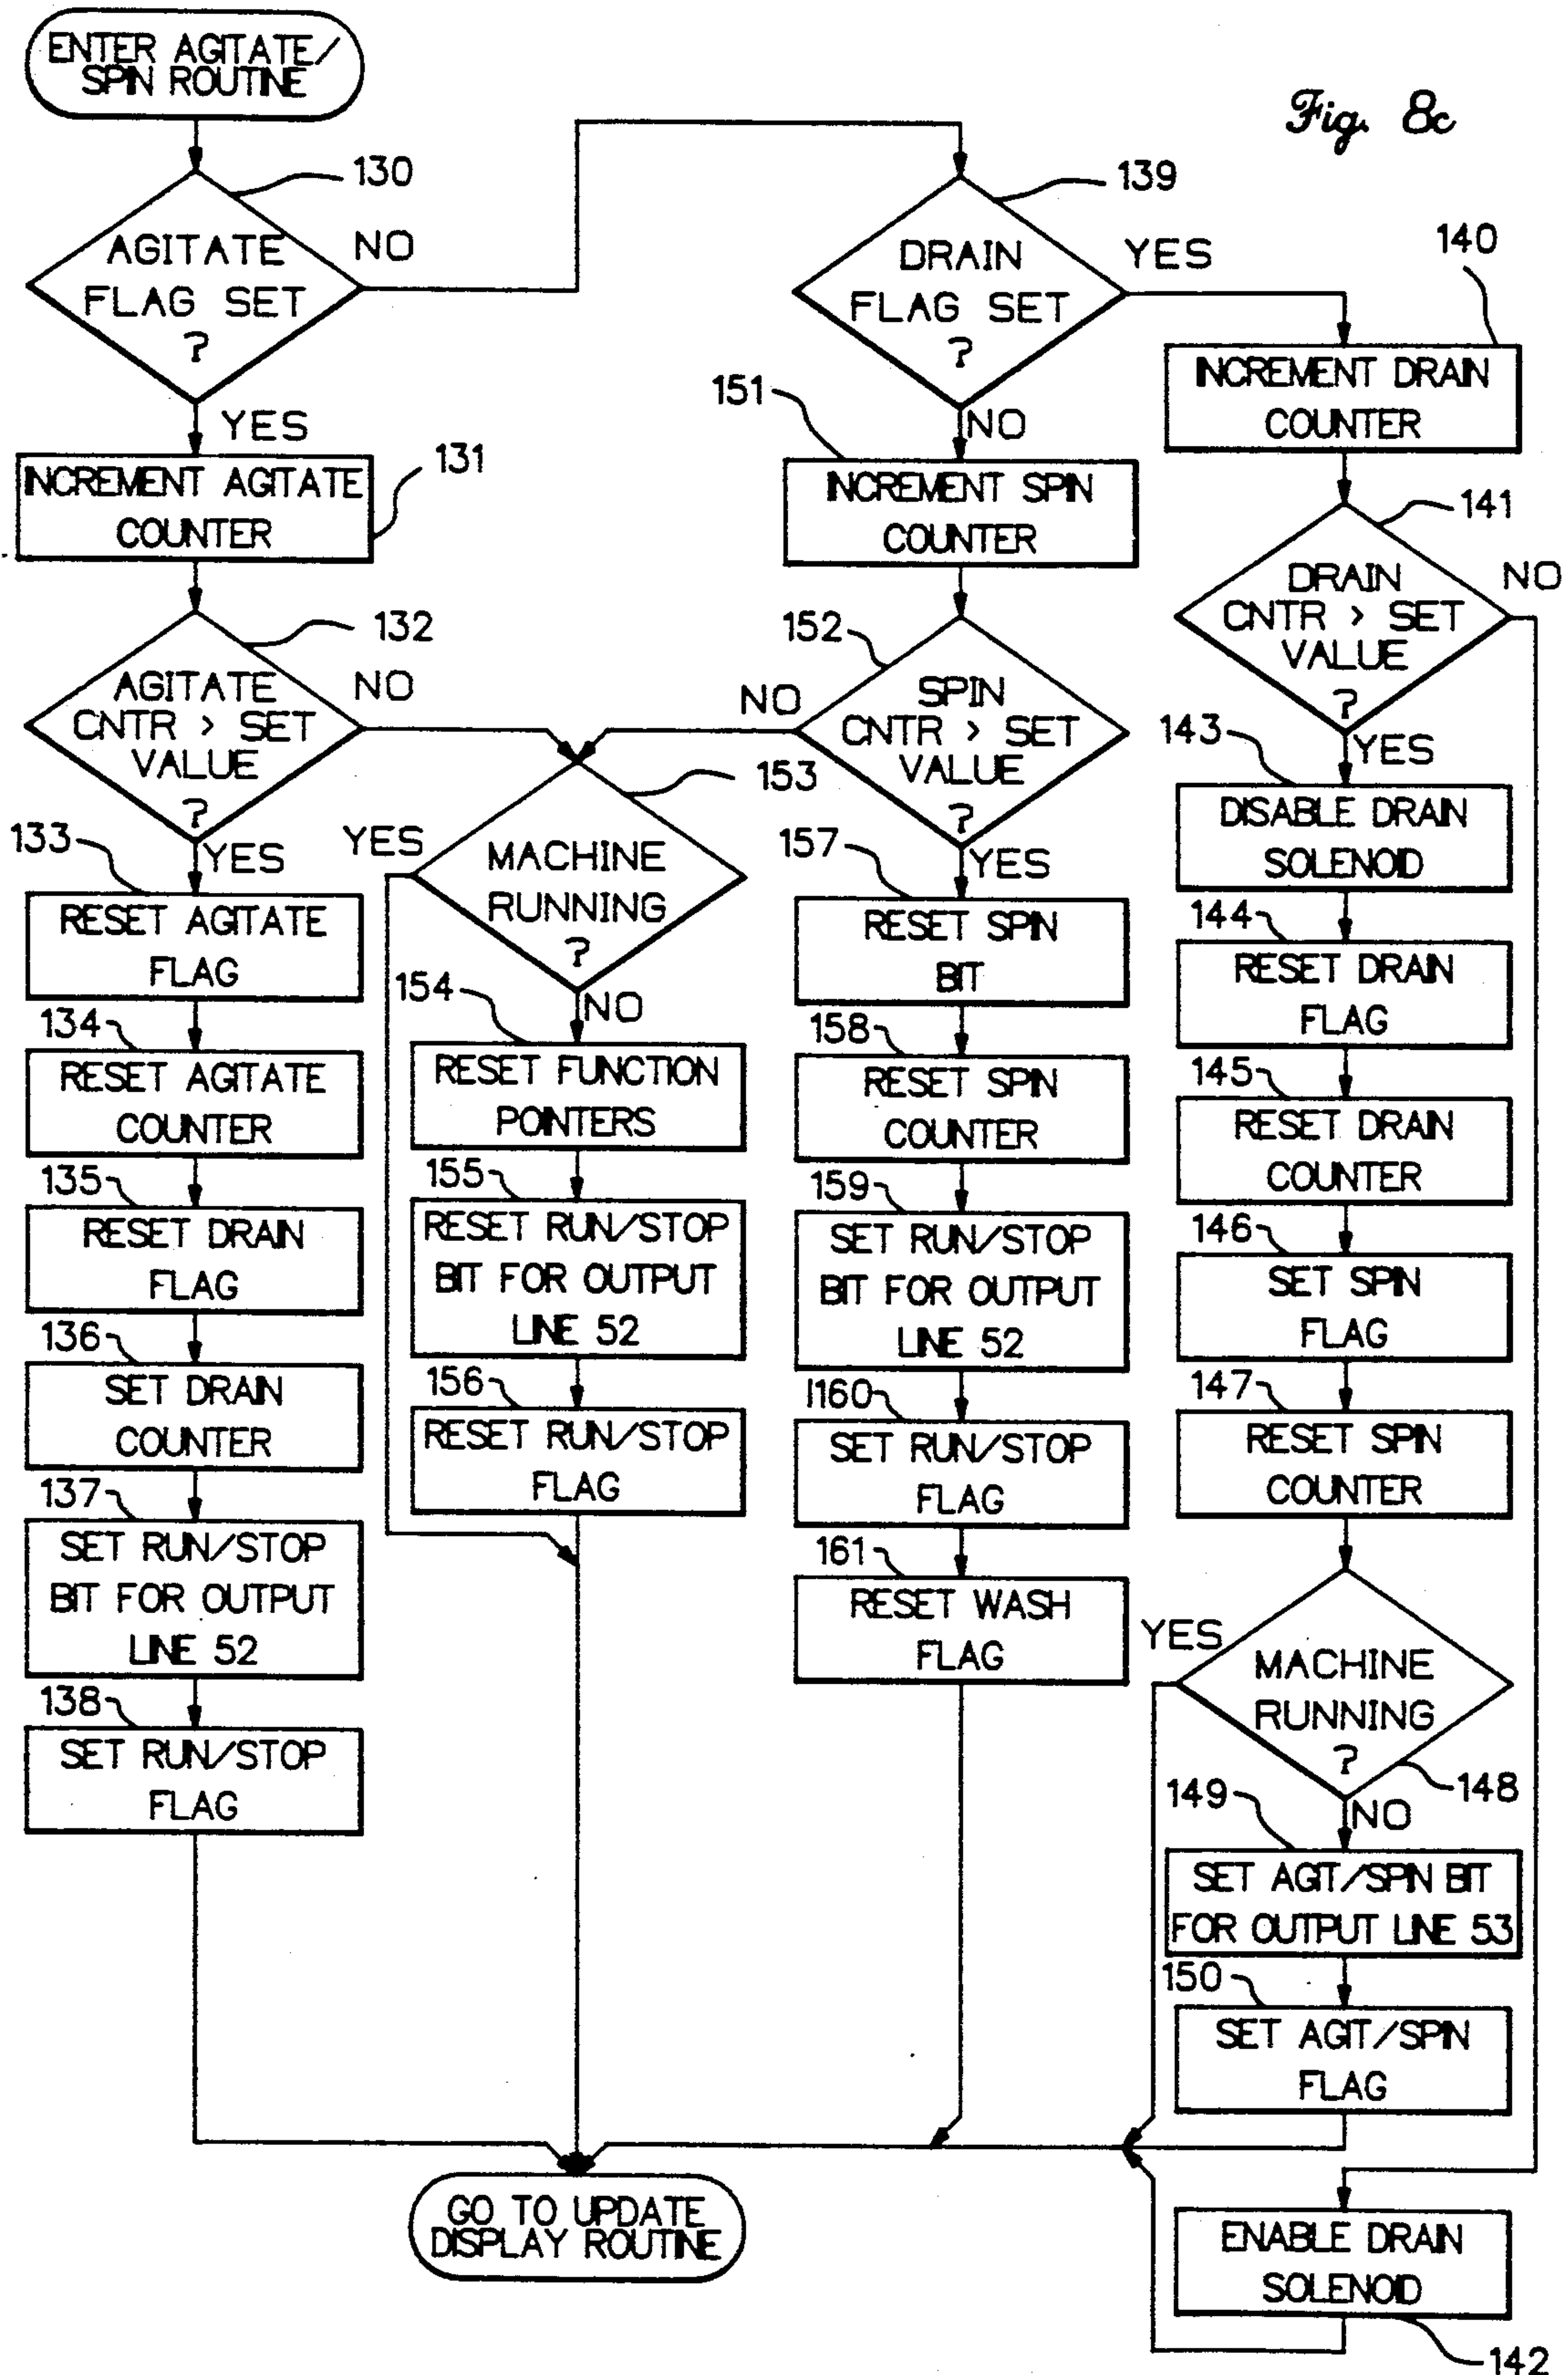 Fig. 8c
ENTER AGITATE/
SPIN ROUTINE
130
AGITATE
FLAG SET
?
NO
YES
131
INCREMENT AGITATE
COUNTER
132
AGITATE
CNTR > SET
VALUE
?
NO
YES
133
RESET AGITATE
FLAG
134
RESET AGITATE
COUNTER
135
RESET DRAIN
FLAG
136
SET DRAIN
COUNTER
137
SET RUN/STOP
BIT FOR OUTPUT
LINE 52
138
SET RUN/STOP
FLAG
153
MACHINE
RUNNING
?
YES
NO
154
RESET FUNCTION
POINTERS
155
RESET RUN/STOP
BIT FOR OUTPUT
LINE 52
156
RESET RUN/STOP
FLAG
GO TO UPDATE
DISPLAY ROUTINE
139
DRAIN
FLAG SET
?
YES
NO
151
INCREMENT SPIN
COUNTER
152
SPIN
CNTR > SET
VALUE
?
NO
YES
157
RESET SPIN
BIT
158
RESET SPIN
COUNTER
159
SET RUN/STOP
BIT FOR OUTPUT
LINE 52
1160
SET RUN/STOP
FLAG
161
RESET WASH
FLAG
140
INCREMENT DRAIN
COUNTER
141
DRAIN
CNTR > SET
VALUE
?
NO
YES
143
DISABLE DRAIN
SOLENOID
144
RESET DRAIN
FLAG
145
RESET DRAIN
COUNTER
146
SET SPIN
FLAG
147
RESET SPIN
COUNTER
YES
MACHINE
RUNNING
?
148
NO
149
SET AGIT/SPIN BIT
FOR OUTPUT LINE 53
150
SET AGIT/SPIN
FLAG
ENABLE DRAIN
SOLENOID
142